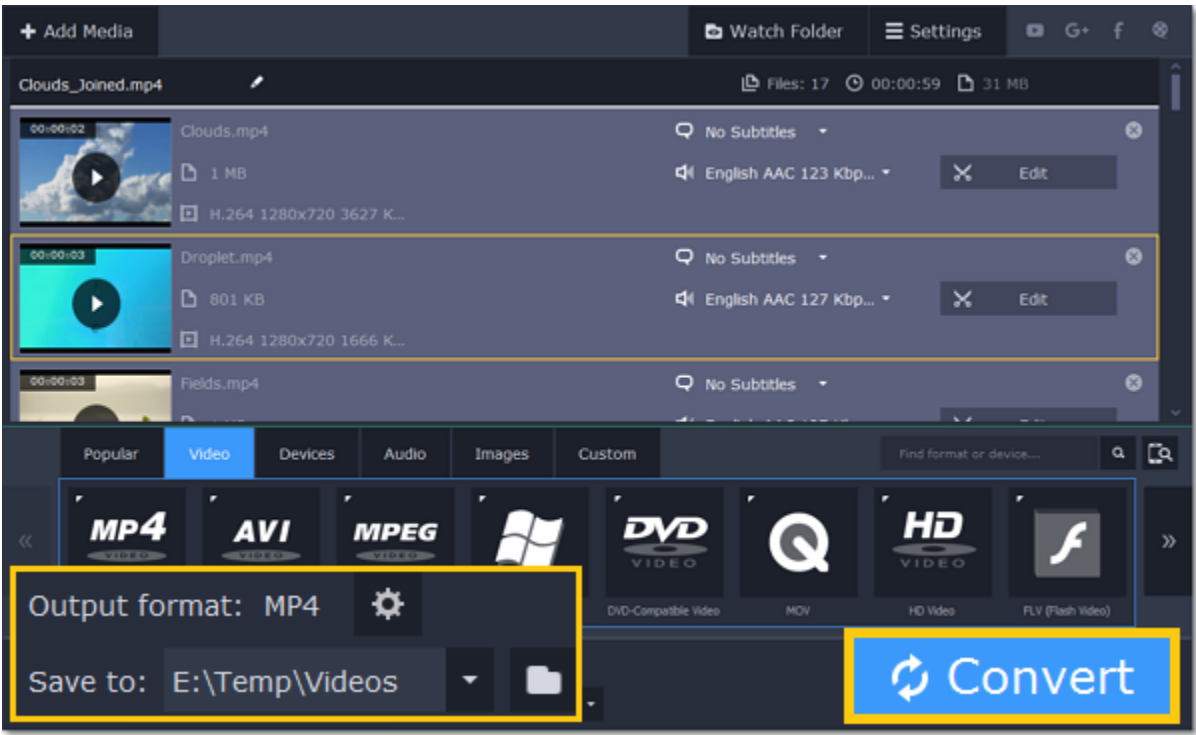 Add Media
Watch Folder
Settings
G+
f
Clouds_Joined.mp4
Files: 17
00:00:59
31 MB
00:00:02
Clouds.mp4
No Subtitles
1 MB
English AAC 123 Kbp...
Edit
H.264 1280x720 3627 K...
00:00:03
Droplet.mp4
No Subtitles
801 KB
English AAC 127 Kbp...
Edit
H.264 1280x720 1666 K...
00:00:03
Fields.mp4
No Subtitles
Popular
Video
Devices
Audio
Images
Custom
Find format or device....
MP4
VIDEO
AVI
VIDEO
MPEG
VIDEO
DVD
VIDEO
HD
VIDEO
DVD-Compatible Video
MOV
HD Video
FLV (Flash Video)
Output format: MP4
Save to: E:\Temp\Videos
Convert